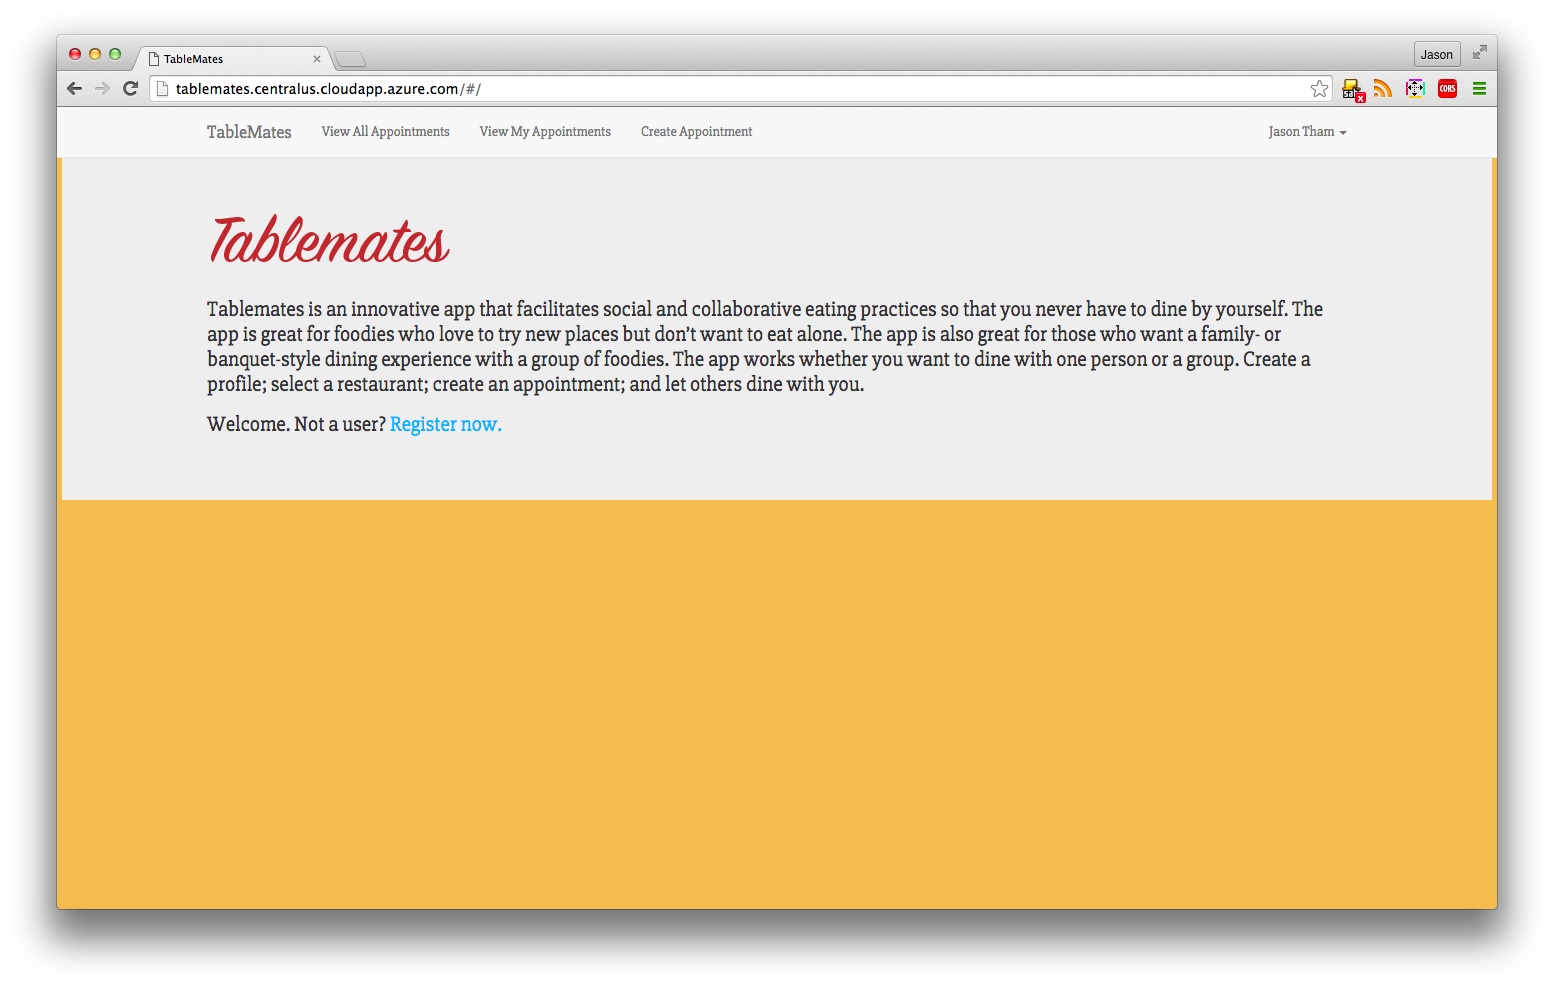 TableMates
Jason
tablemates.centralus.cloudapp.azure.com/#/
CORS
TableMates View All Appointments View My Appointments Create Appointment Jason Tham
Tablemates
Tablemates is an innovative app that facilitates social and collaborative eating practices so that you never have to dine by yourself. The
app is great for foodies who love to try new places but don’t want to eat alone. The app is also great for those who want a family- or
banquet-style dining experience with a group of foodies. The app works whether you want to dine with one person or a group. Create a
profile; select a restaurant; create an appointment; and let others dine with you.
Welcome. Not a user? Register now.